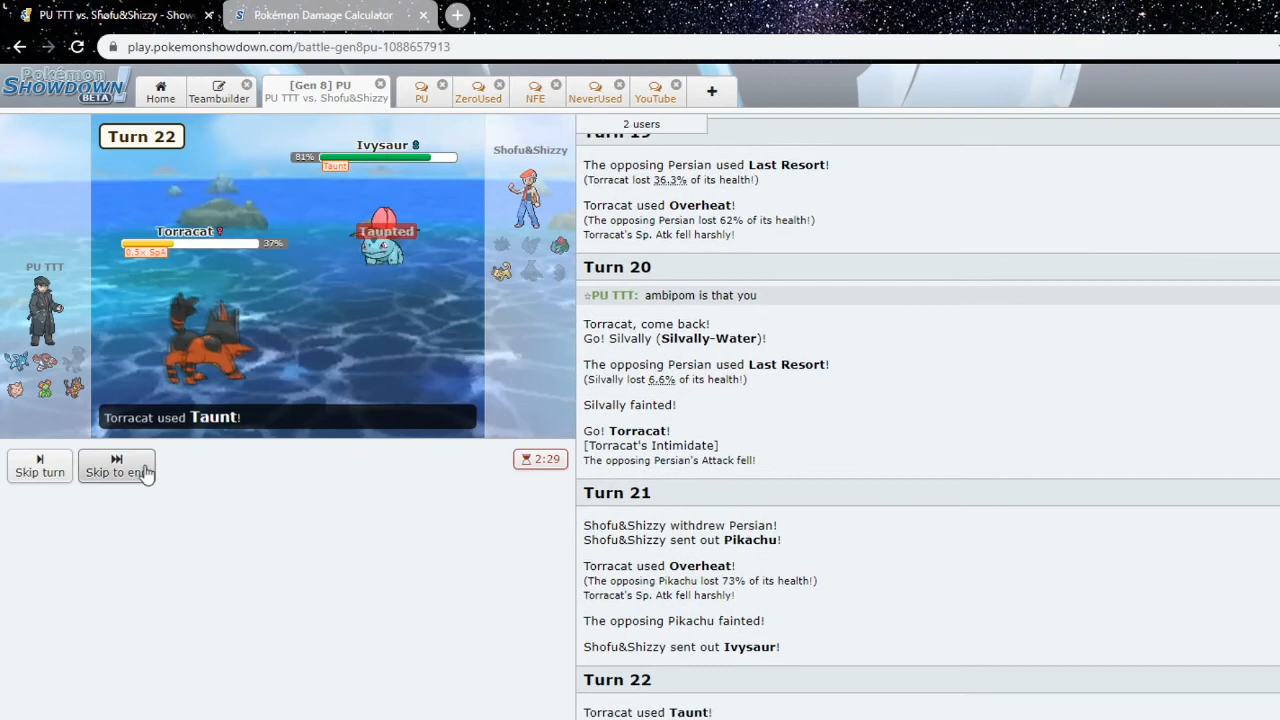 PU TTT vs. Shofu&Shizzy - Show
Pokémon Damage Calculator
play.pokemonshowdown.com/battle-gen8pu-1088657913
Pokémon
SHOWDOWN
BETA
Home
Teambuilder
[Gen 8] PU
PU TTT vs. Shofu&Shizzy
PU
ZeroUsed
NFE
NeverUsed
YouTube
Turn 22
Ivysaur
81%
Taunt
Taunted
Torracat
37%
0.5× SpA
PU TTT
Shofu&Shizzy
Torracat used Taunt!
Skip turn
Skip to end
2:29
2 users
Turn 19
The opposing Persian used Last Resort!
(Torracat lost 36.3% of its health!)
Torracat used Overheat!
(The opposing Persian lost 62% of its health!)
Torracat's Sp. Atk fell harshly!
Turn 20
☆PU TTT: ambipom is that you
Torracat, come back!
Go! Silvally (Silvally-Water)!
The opposing Persian used Last Resort!
(Silvally lost 6.6% of its health!)
Silvally fainted!
Go! Torracat!
[Torracat's Intimidate]
The opposing Persian's Attack fell!
Turn 21
Shofu&Shizzy withdrew Persian!
Shofu&Shizzy sent out Pikachu!
Torracat used Overheat!
(The opposing Pikachu lost 73% of its health!)
Torracat's Sp. Atk fell harshly!
The opposing Pikachu fainted!
Shofu&Shizzy sent out Ivysaur!
Turn 22
Torracat used Taunt!